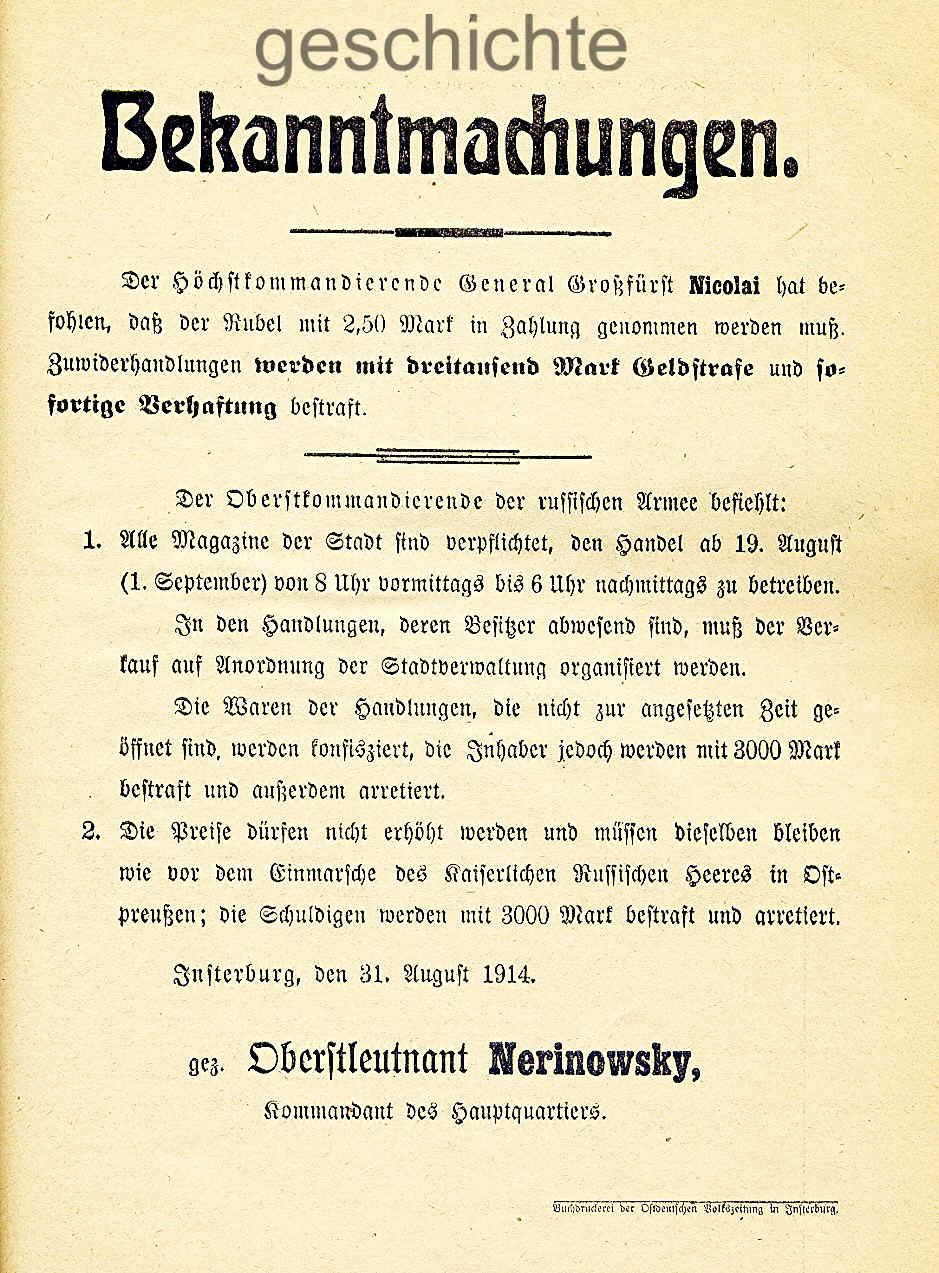 geschichte
Bekanntmachungen.
Der Höchstkommandierende General Großfürst Nicolai hat be-
fohlen, daß der Rubel mit 2,50 Mark in Zahlung genommen werden muß.
Zuwiderhandlungen werden mit dreitausend Mark Geldstrafe und so-
fortige Verhaftung bestraft.
Der Oberstkommandierende der russischen Armee befiehlt:
1. Alle Magazine der Stadt sind verpflichtet, den Handel ab 19. August
(1. September) von 8 Uhr vormittags bis 6 Uhr nachmittags zu betreiben.
In den Handlungen, deren Besitzer abwesend sind, muß der Ver-
kauf auf Anordnung der Stadtverwaltung organisiert werden.
Die Waren der Handlungen, die nicht zur angesetzten Zeit ge-
öffnet sind, werden konfisziert, die Inhaber jedoch werden mit 3000 Mark
bestraft und außerdem arretiert.
2. Die Preise dürfen nicht erhöht werden und müssen dieselben bleiben
wie vor dem Einmarsche des Kaiserlichen Russischen Heeres in Ost-
preußen; die Schuldigen werden mit 3000 Mark bestraft und arretiert.
Insterburg, den 31. August 1914.
gez. Oberstleutnant Nerinowsky,
Kommandant des Hauptquartiers.
Buchdruckerei der Ostdeutschen Volkszeitung in Insterburg.